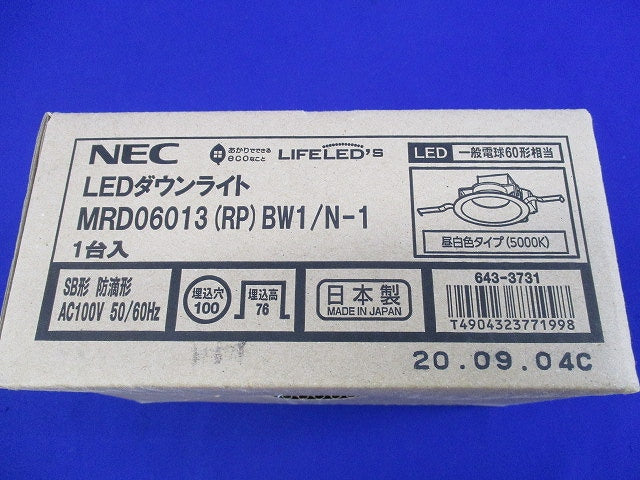 NEC
あかりでできる
ecoなこと
LIFELED'S
LED 一般電球60形相当
LEDダウンライト
MRD06013(RP)BW1/N-1
1台入
昼白色タイプ(5000K)
SB形 防滴形
AC100V 50/60Hz
埋込穴
100
埋込高
76
日本製
MADE IN JAPAN
643-3731
T4904323771998
20.09.04C